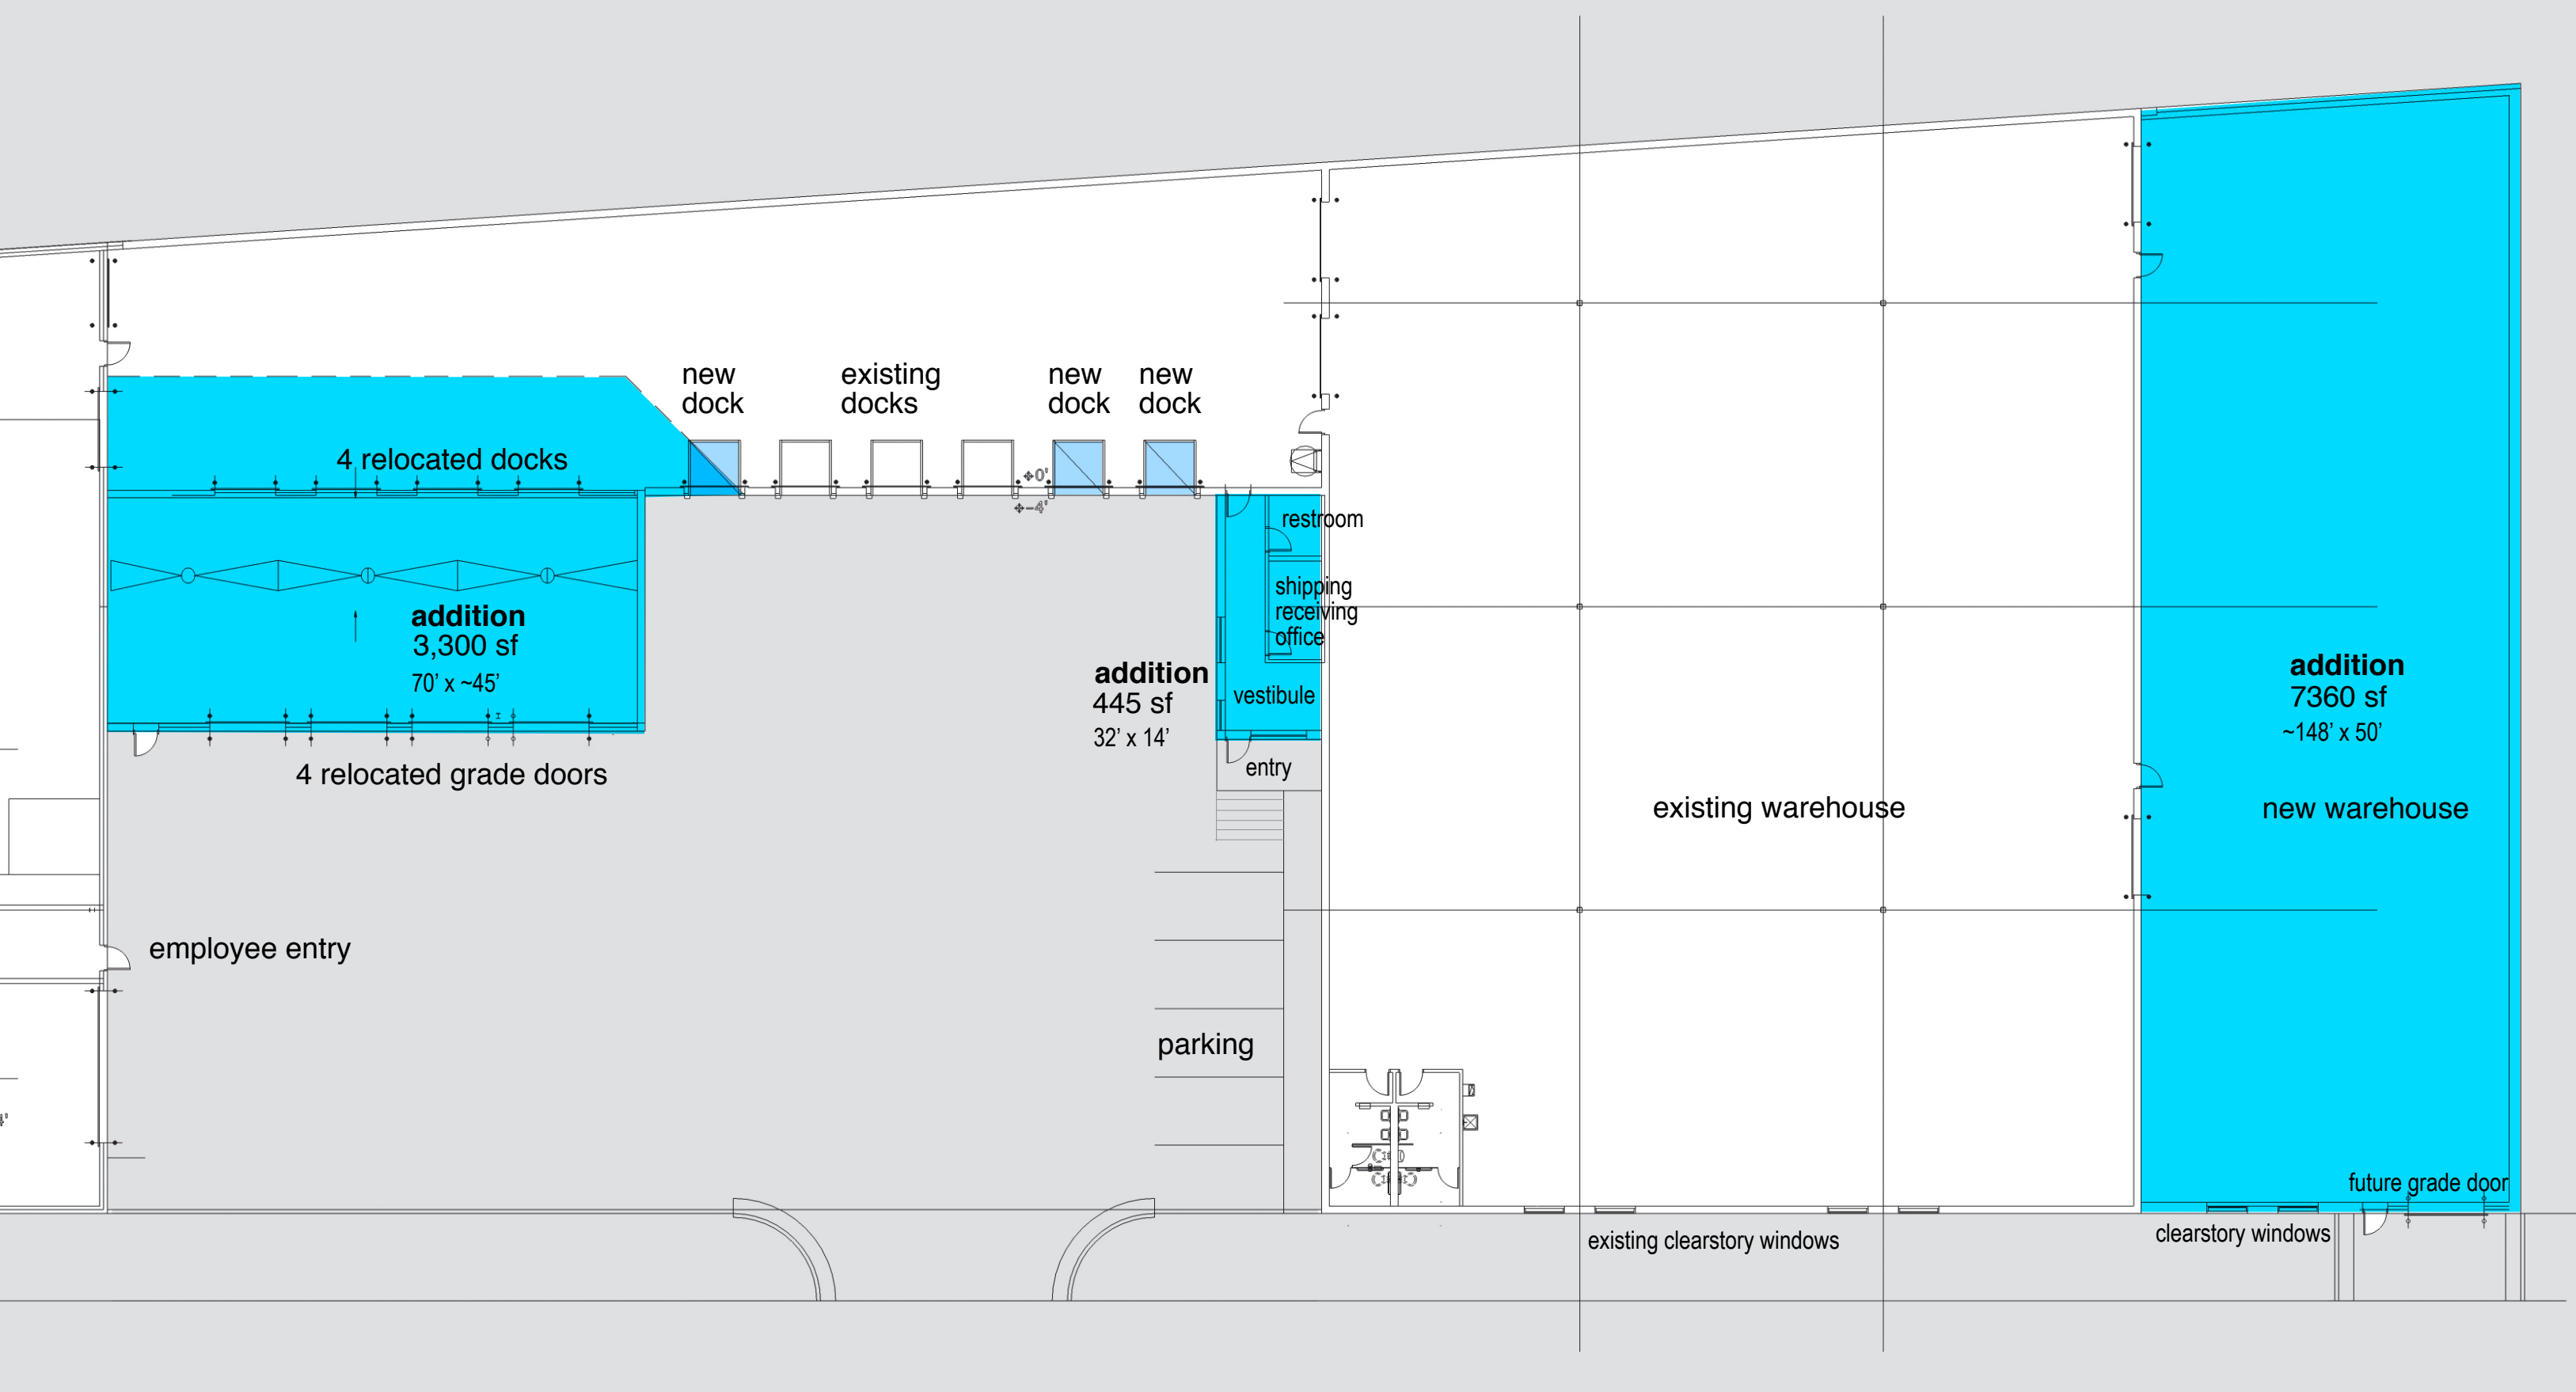 new
dock
existing
docks
new
dock
new
dock
4 relocated docks
0'
-4'
restroom
shipping
receiving
office
addition
3,300 sf
70’ x ~45’
addition
445 sf
32’ x 14’
vestibule
addition
7360 sf
~148’ x 50’
4 relocated grade doors
entry
existing warehouse
new warehouse
employee entry
parking
future grade door
existing clearstory windows
clearstory windows